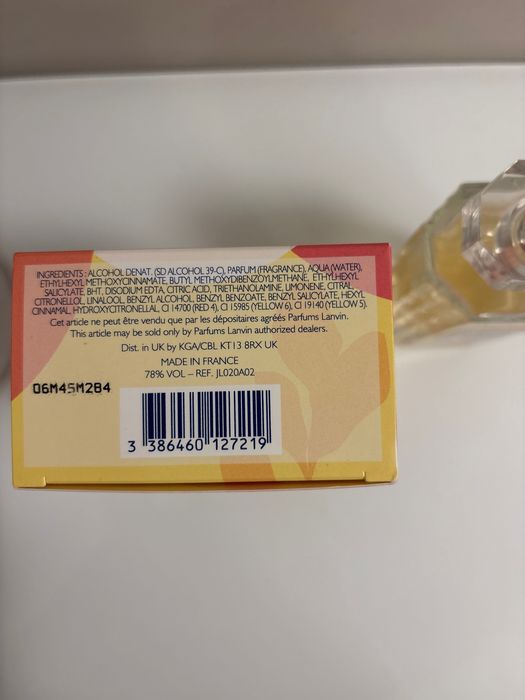 INGREDIENTS : ALCOHOL DENAT. (SD ALCOHOL 39-C), PARFUM (FRAGRANCE), AQUA (WATER),
ETHYLHEXYL METHOXYCINNAMATE, BUTYL METHOXYDIBENZOYLMETHANE, ETHYLHEXYL
SALICYLATE, BHT, DISODIUM EDTA, CITRIC ACID, TRIETHANOLAMINE, LIMONENE, CITRAL,
CITRONELLOL, LINALOOL, BENZYL ALCOHOL, BENZYL BENZOATE, BENZYL SALICYLATE, HEXYL
CINNAMAL, HYDROXYCITRONELLAL, CI 14700 (RED 4), CI 15985 (YELLOW 6), CI 19140 (YELLOW 5).
Cet article ne peut être vendu que par les dépositaires agréés Parfums Lanvin.
This article may be sold only by Parfums Lanvin authorized dealers.
Dist. in UK by KGA/CBL KT13 8RX UK
MADE IN FRANCE
78% VOL – REF. JL020A02
06M45M2B4
3 386460 127219